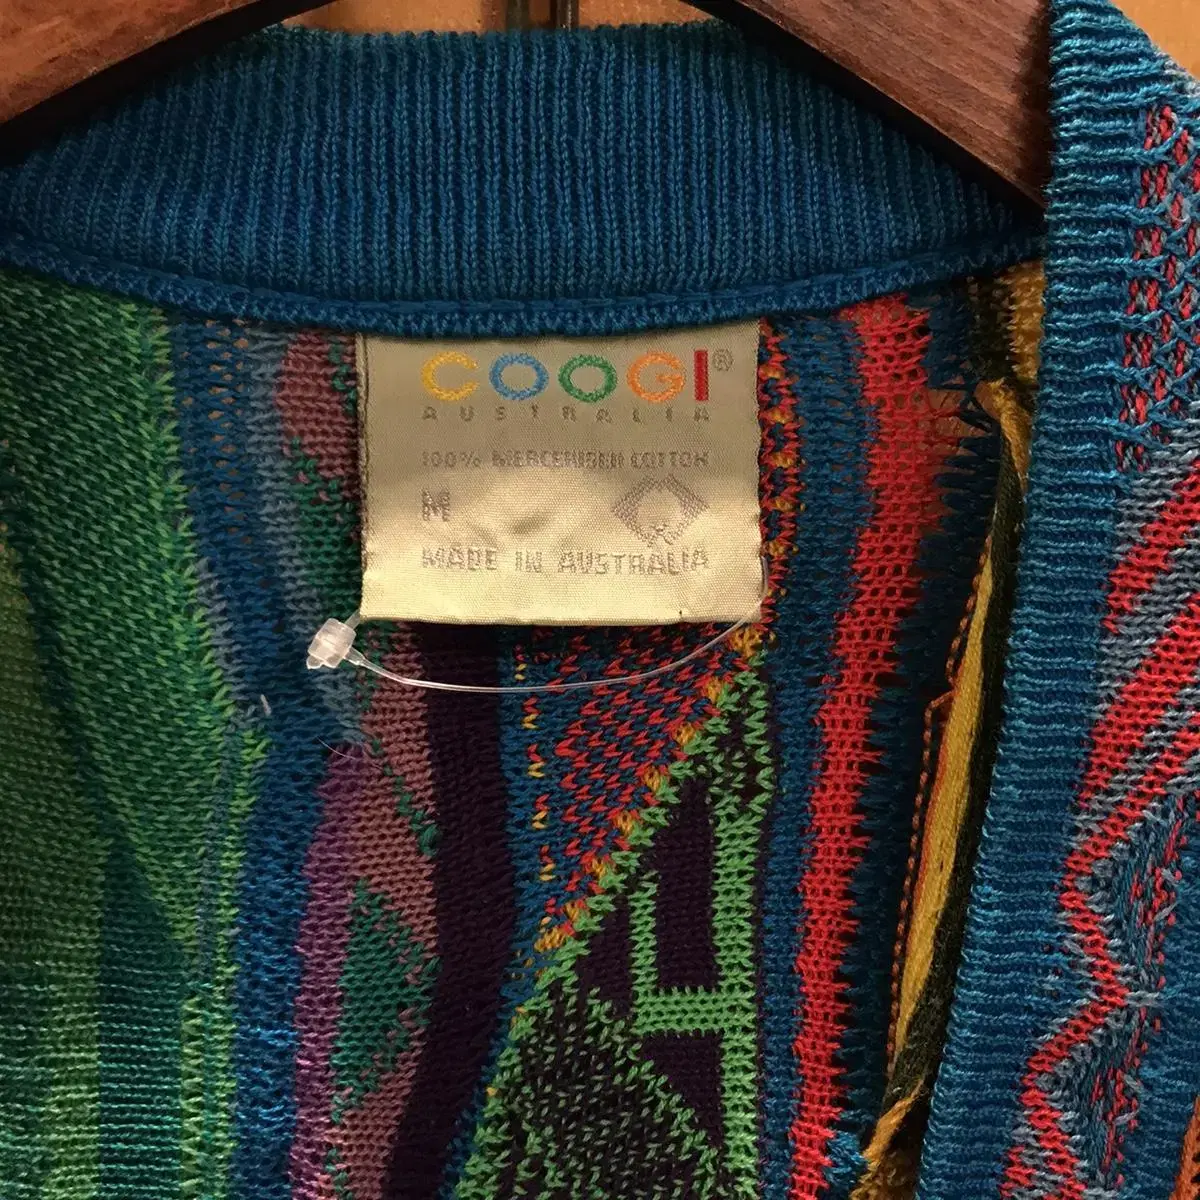 COOGI®
AUSTRALIA
100% MERCERISED COTTON
M
MADE IN AUSTRALIA